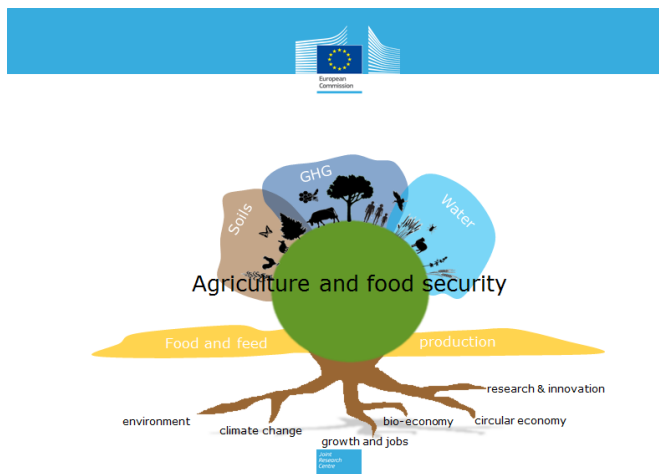 European
Commission
GHG
Soils
Water
Agriculture and food security
Food and feed
production
research & innovation
environment
climate change
bio-economy
circular economy
growth and jobs
Joint
Research
Centre